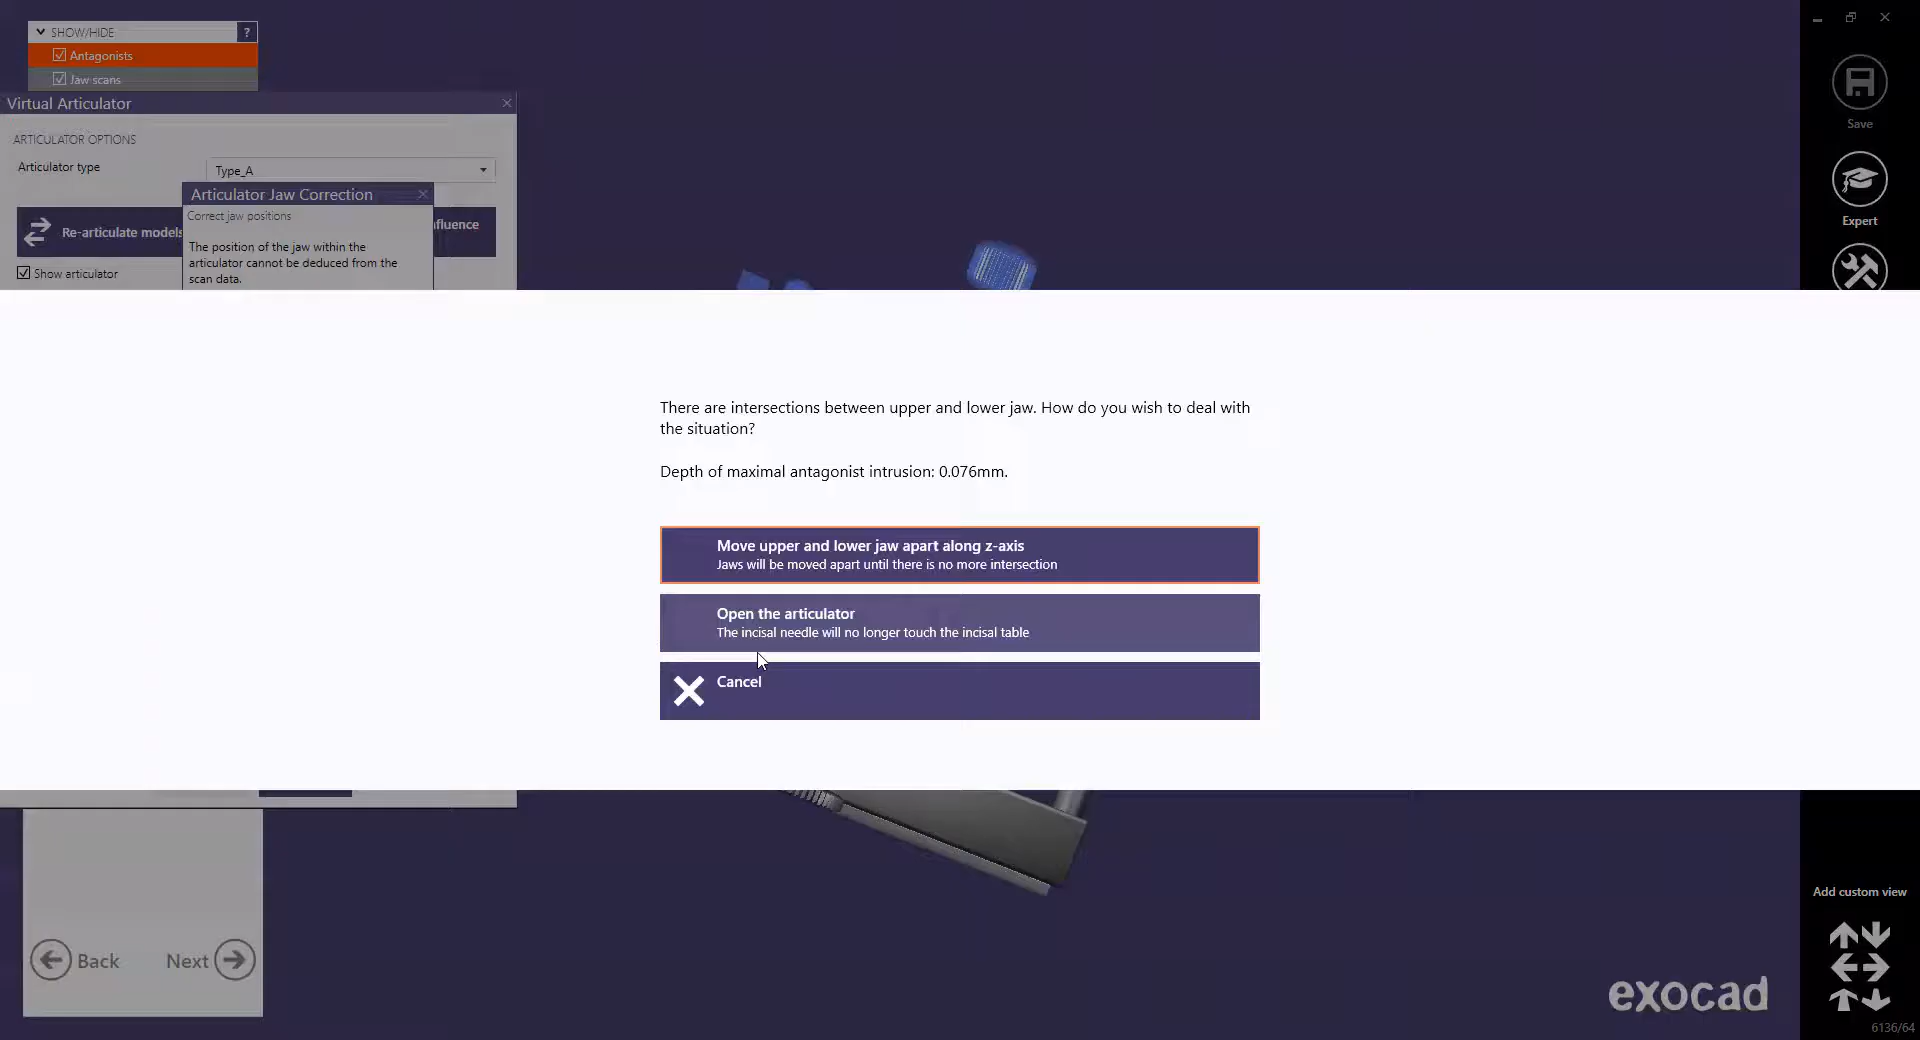 SHOW/HIDE
?
Antagonists
Jaw scans
Virtual Articulator
ARTICULATOR OPTIONS
Articulator type
Type_A
Articulator Jaw Correction
Correct jaw positions
Re-articulate models
fluence
The position of the jaw within the
articulator cannot be deduced from the
scan data.
Show articulator
Save
Expert
There are intersections between upper and lower jaw. How do you wish to deal with
the situation?
Depth of maximal antagonist intrusion: 0.076mm.
Move upper and lower jaw apart along z-axis
Jaws will be moved apart until there is no more intersection
Open the articulator
The incisal needle will no longer touch the incisal table
Cancel
Back
Next
Add custom view
exocad
6136/64